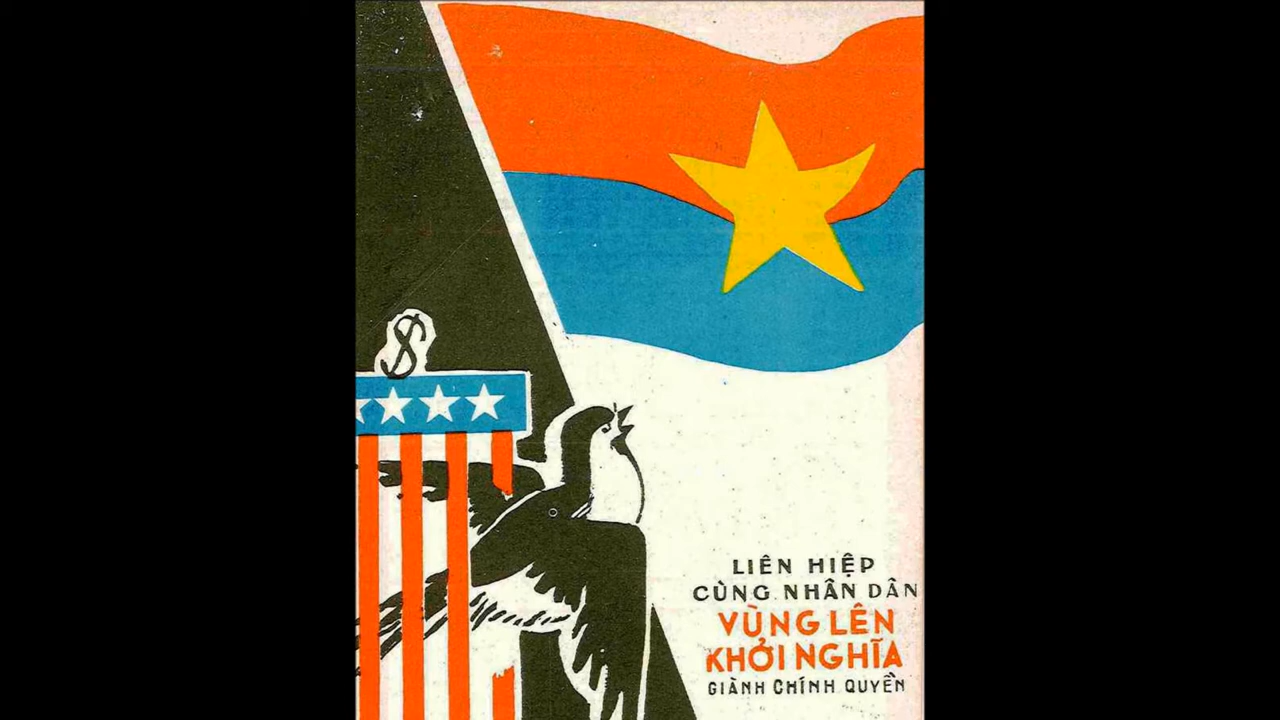 $
LIÊN HIỆP
CÙNG NHÂN DÂN
VÙNG LÊN
KHỞI NGHĨA
GIÀNH CHÍNH QUYỀN